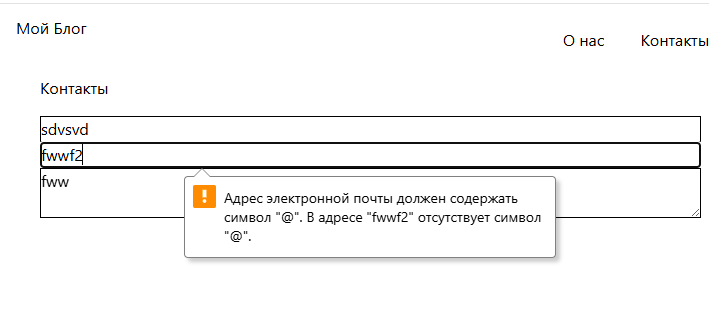 Мой Блог
О нас Контакты
Контакты
sdvsvd
fwwf2
fww
!
Адрес электронной почты должен содержать
символ "@". В адресе "fwwf2" отсутствует символ
"@".